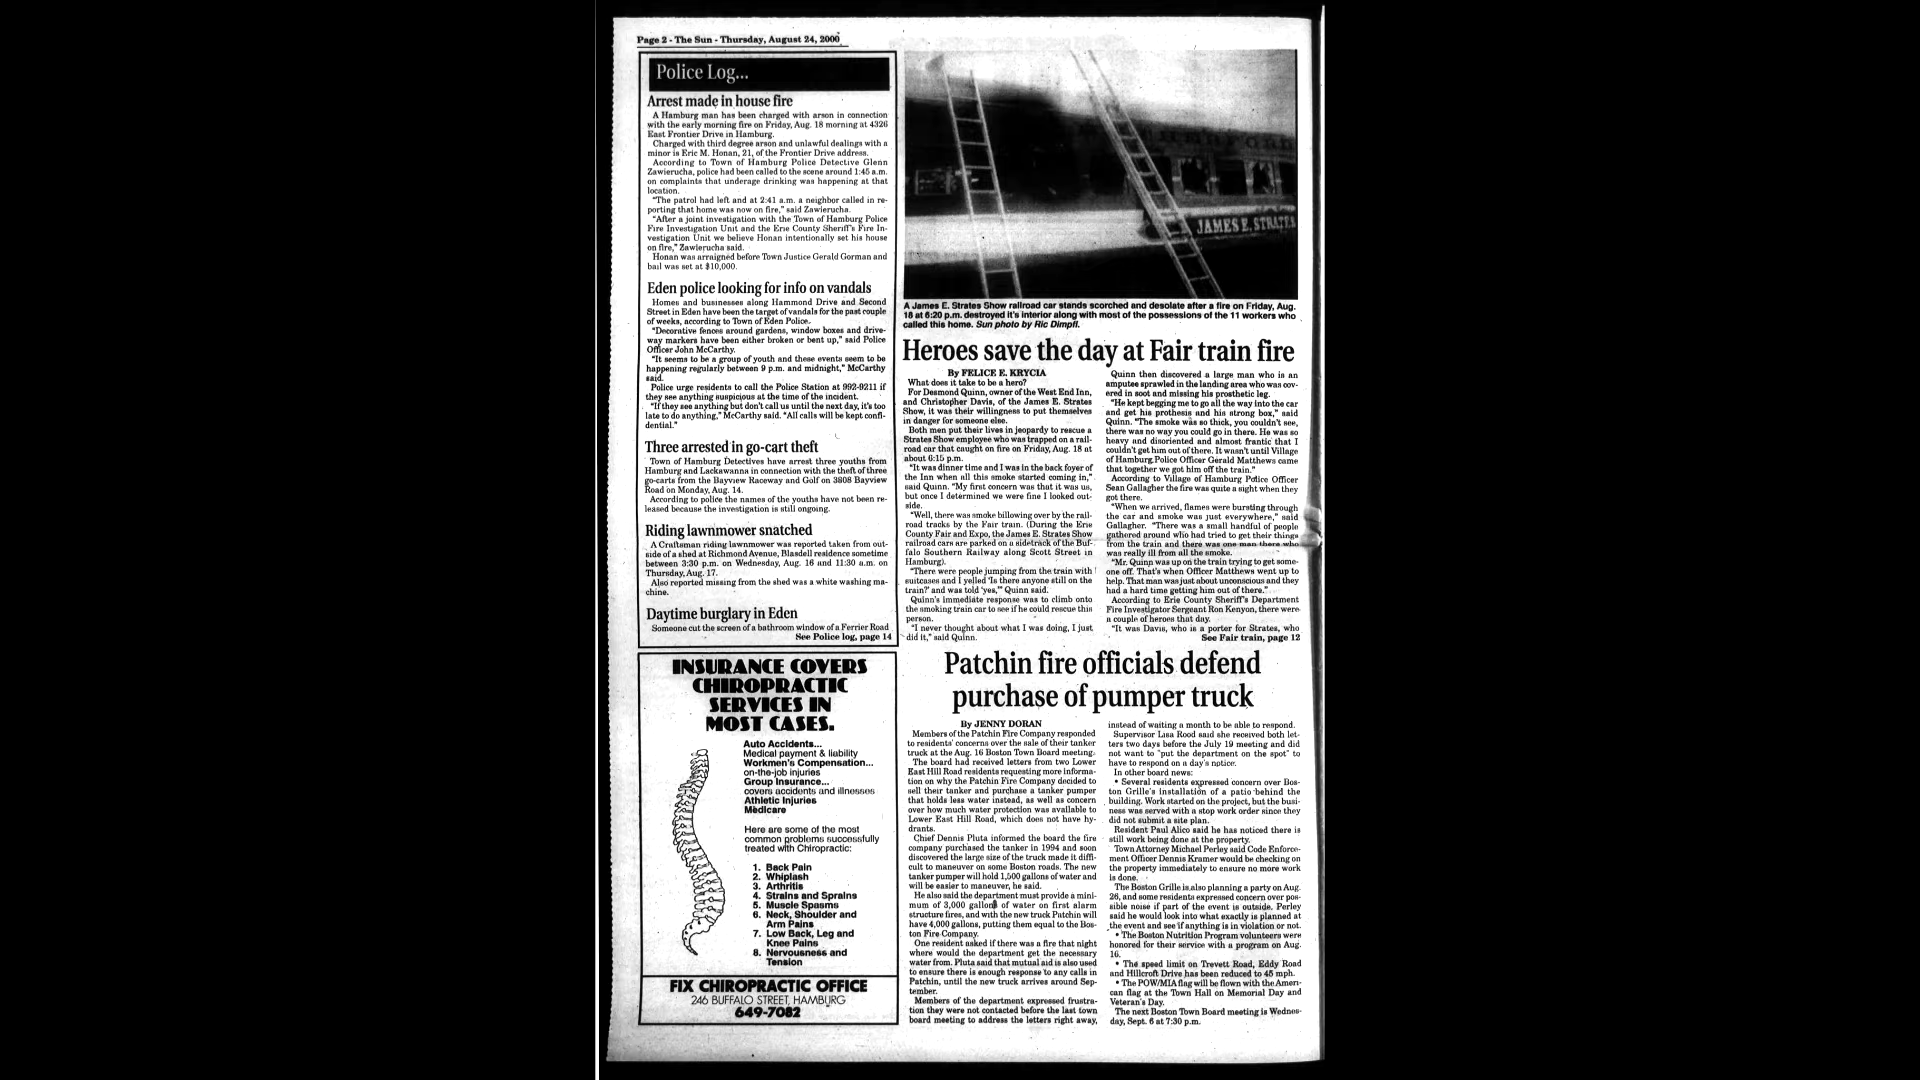 Page 2 - The Sun - Thursday, August 24, 2000
Police Log...
Arrest made in house fire
A Hamburg man has been charged with arson in connection
with the early morning fire on Friday, Aug. 18 morning at 4326
East Frontier Drive in Hamburg.
Charged with third degree arson and unlawful dealings with a
minor is Eric M. Honan, 21, of the Frontier Drive address.
According to Town of Hamburg Police Detective Glenn
Zawierucha, police had been called to the scene around 1:45 a.m.
on complaints that underage drinking was happening at that
location.
"The patrol had left and at 2:41 a.m. a neighbor called in re-
porting that home was now on fire," said Zawierucha.
"After a joint investigation with the Town of Hamburg Police
Fire Investigation Unit and the Erie County Sheriff's Fire In-
vestigation Unit we believe Honan intentionally set his house
on fire," Zawierucha said.
Honan was arraigned before Town Justice Gerald Gorman and
bail was set at $10,000.
Eden police looking for info on vandals
Homes and businesses along Hammond Drive and Second
Street in Eden have been the target of vandals for the past couple
of weeks, according to Town of Eden Police.
"Decorative fences around gardens, window boxes and drive-
way markers have been either broken or bent up," said Police
Officer John McCarthy.
"It seems to be a group of youth and these events seem to be
happening regularly between 9 p.m. and midnight," McCarthy
said.
Police urge residents to call the Police Station at 992-9211 if
they see anything suspicious at the time of the incident.
"If they see anything but don't call us until the next day, it's too
late to do anything," McCarthy said. "All calls will be kept confi-
dential."
Three arrested in go-cart theft
Town of Hamburg Detectives have arrest three youths from
Hamburg and Lackawanna in connection with the theft of three
go-carts from the Bayview Raceway and Golf on 3808 Bayview
Road on Monday, Aug. 14.
According to police the names of the youths have not been re-
leased because the investigation is still ongoing.
Riding lawnmower snatched
A Craftsman riding lawnmower was reported taken from out-
side of a shed at Richmond Avenue, Blasdell residence sometime
between 3:30 p.m. on Wednesday, Aug. 16 and 11:30 a.m. on
Thursday, Aug. 17.
Also reported missing from the shed was a white washing ma-
chine.
Daytime burglary in Eden
Someone cut the screen of a bathroom window of a Ferrier Road
See Police log, page 14
INSURANCE COVERS
CHIROPRACTIC
SERVICES IN
MOST CASES.
Auto Accidents...
Medical payment & liability
Workmen's Compensation...
on-the-job injuries
Group Insurance...
covers accidents and illnesses
Athletic Injuries
Medicare
Here are some of the most
common problems successfully
treated with Chiropractic:
1. Back Pain
2. Whiplash
3. Arthritis
4. Strains and Sprains
5. Muscle Spasms
6. Neck, Shoulder and
Arm Pains
7. Low Back, Leg and
Knee Pains
8. Nervousness and
Tension
FIX CHIROPRACTIC OFFICE
246 BUFFALO STREET, HAMBURG
649-7082
JAMES E. STRATES
A James E. Strates Show railroad car stands scorched and desolate after a fire on Friday, Aug.
18 at 6:20 p.m. destroyed it's interior along with most of the possessions of the 11 workers who
called this home. Sun photo by Ric Dimpfl.
Heroes save the day at Fair train fire
By FELICE E. KRYCIA
What does it take to be a hero?
For Desmond Quinn, owner of the West End Inn,
and Christopher Davis, of the James E. Strates
Show, it was their willingness to put themselves
in danger for someone else.
Both men put their lives in jeopardy to rescue a
Strates Show employee who was trapped on a rail-
road car that caught on fire on Friday, Aug. 18 at
about 6:15 p.m.
"It was dinner time and I was in the back foyer of
the Inn when all this smoke started coming in,"
said Quinn. "My first concern was that it was us,
but once I determined we were fine I looked out-
side.
"Well, there was smoke billowing over by the rail-
road tracks by the Fair train. (During the Erie
County Fair and Expo, the James E. Strates Show
railroad cars are parked on a sidetrack of the Buf-
falo Southern Railway along Scott Street in
Hamburg).
"There were people jumping from the train with
suitcases and I yelled 'Is there anyone still on the
train?' and was told 'yes,'" Quinn said.
Quinn's immediate response was to climb onto
the smoking train car to see if he could rescue this
person.
"I never thought about what I was doing, I just
did it," said Quinn.
Quinn then discovered a large man who is an
amputee sprawled in the landing area who was cov-
ered in soot and missing his prosthetic leg.
"He kept begging me to go all the way into the car
and get his prothesis and his strong box," said
Quinn. "The smoke was so thick, you couldn't see,
there was no way you could go in there. He was so
heavy and disoriented and almost frantic that I
couldn't get him out of there. It wasn't until Village
of Hamburg Police Officer Gerald Matthews came
that together we got him off the train."
According to Village of Hamburg Police Officer
Sean Gallagher the fire was quite a sight when they
got there.
"When we arrived, flames were bursting through
the car and smoke was just everywhere," said
Gallagher. "There was a small handful of people
gathered around who had tried to get their things
from the train and there was one man there who
was really ill from all the smoke.
"Mr. Quinn was up on the train trying to get some-
one off. That's when Officer Matthews went up to
help. That man was just about unconscious and they
had a hard time getting him out of there."
According to Erie County Sheriff's Department
Fire Investigator Sergeant Ron Kenyon, there were
a couple of heroes that day.
"It was Davis, who is a porter for Strates, who
See Fair train, page 12
Patchin fire officials defend
purchase of pumper truck
By JENNY DORAN
Members of the Patchin Fire Company responded
to residents' concerns over the sale of their tanker
truck at the Aug. 16 Boston Town Board meeting.
The board had received letters from two Lower
East Hill Road residents requesting more informa-
tion on why the Patchin Fire Company decided to
sell their tanker and purchase a tanker pumper
that holds less water instead, as well as concern
over how much water protection was available to
Lower East Hill Road, which does not have hy-
drants.
Chief Dennis Pluta informed the board the fire
company purchased the tanker in 1994 and soon
discovered the large size of the truck made it diffi-
cult to maneuver on some Boston roads. The new
tanker pumper will hold 1,500 gallons of water and
will be easier to maneuver, he said.
He also said the department must provide a mini-
mum of 3,000 gallons of water on first alarm
structure fires, and with the new truck Patchin will
have 4,000 gallons, putting them equal to the Bos-
ton Fire Company.
One resident asked if there was a fire that night
where would the department get the necessary
water from. Pluta said that mutual aid is also used
to ensure there is enough response to any calls in
Patchin, until the new truck arrives around Sep-
tember.
Members of the department expressed frustra-
tion they were not contacted before the last town
board meeting to address the letters right away,
instead of waiting a month to be able to respond.
Supervisor Lisa Rood said she received both let-
ters two days before the July 19 meeting and did
not want to "put the department on the spot" to
have to respond on a day's notice.
In other board news:
• Several residents expressed concern over Bos-
ton Grille's installation of a patio behind the
building. Work started on the project, but the busi-
ness was served with a stop work order since they
did not submit a site plan.
Resident Paul Alico said he has noticed there is
still work being done at the property.
Town Attorney Michael Perley said Code Enforce-
ment Officer Dennis Kramer would be checking on
the property immediately to ensure no more work
is done.
The Boston Grille is also planning a party on Aug.
26, and some residents expressed concern over pos-
sible noise if part of the event is outside. Perley
said he would look into what exactly is planned at
the event and see if anything is in violation or not.
• The Boston Nutrition Program volunteers were
honored for their service with a program on Aug.
16.
• The speed limit on Trevett Road, Eddy Road
and Hillcroft Drive has been reduced to 45 mph.
• The POW/MIA flag will be flown with the Ameri-
can flag at the Town Hall on Memorial Day and
Veteran's Day.
The next Boston Town Board meeting is Wednes-
day, Sept. 6 at 7:30 p.m.